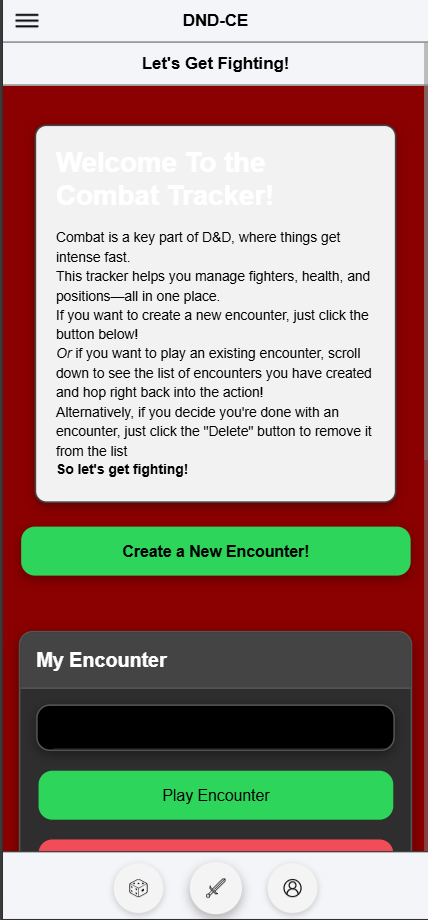 DND-CE
Let's Get Fighting!
Welcome To the
Combat Tracker!
Combat is a key part of D&D, where things get
intense fast.
This tracker helps you manage fighters, health, and
positions—all in one place.
If you want to create a new encounter, just click the
button below!
Or if you want to play an existing encounter, scroll
down to see the list of encounters you have created
and hop right back into the action!
Alternatively, if you decide you're done with an
encounter, just click the "Delete" button to remove it
from the list
So let's get fighting!
Create a New Encounter!
My Encounter
Play Encounter